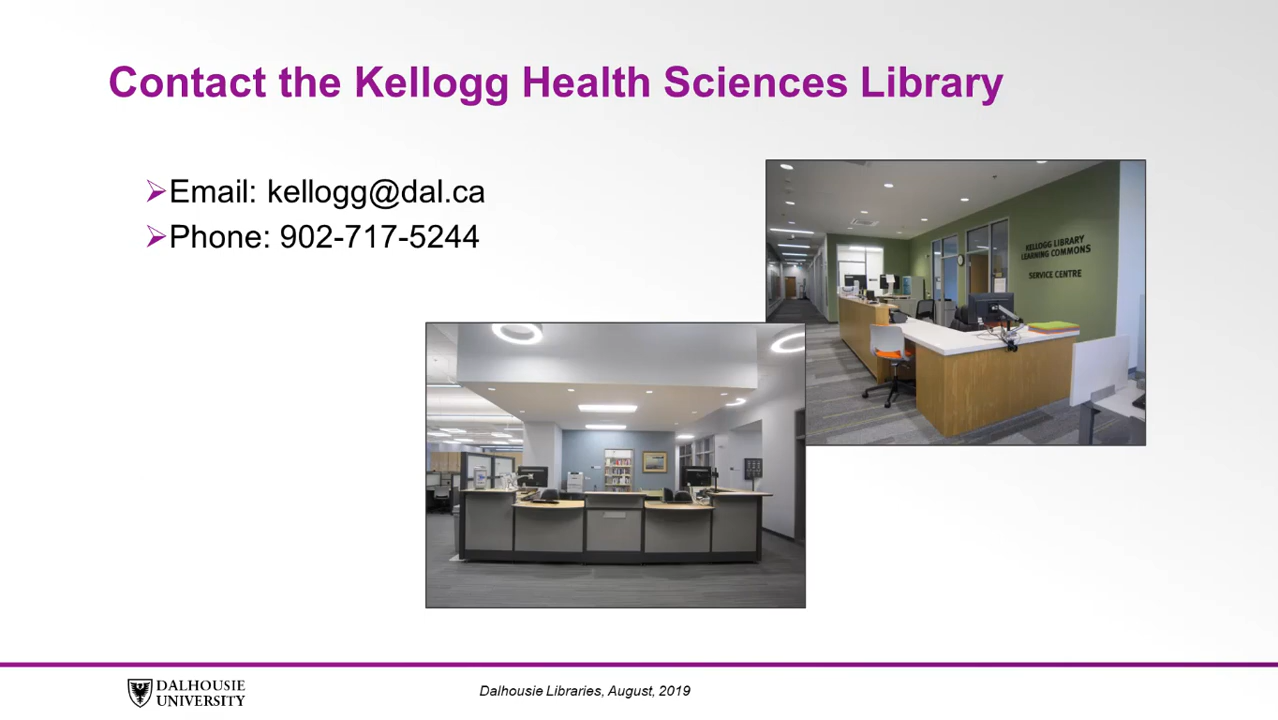 Contact the Kellogg Health Sciences Library
Email: kellogg@dal.ca
Phone: 902-717-5244
KELLOGG LIBRARY
LEARNING COMMONS
SERVICE CENTRE
DALHOUSIE
UNIVERSITY
Dalhousie Libraries, August, 2019